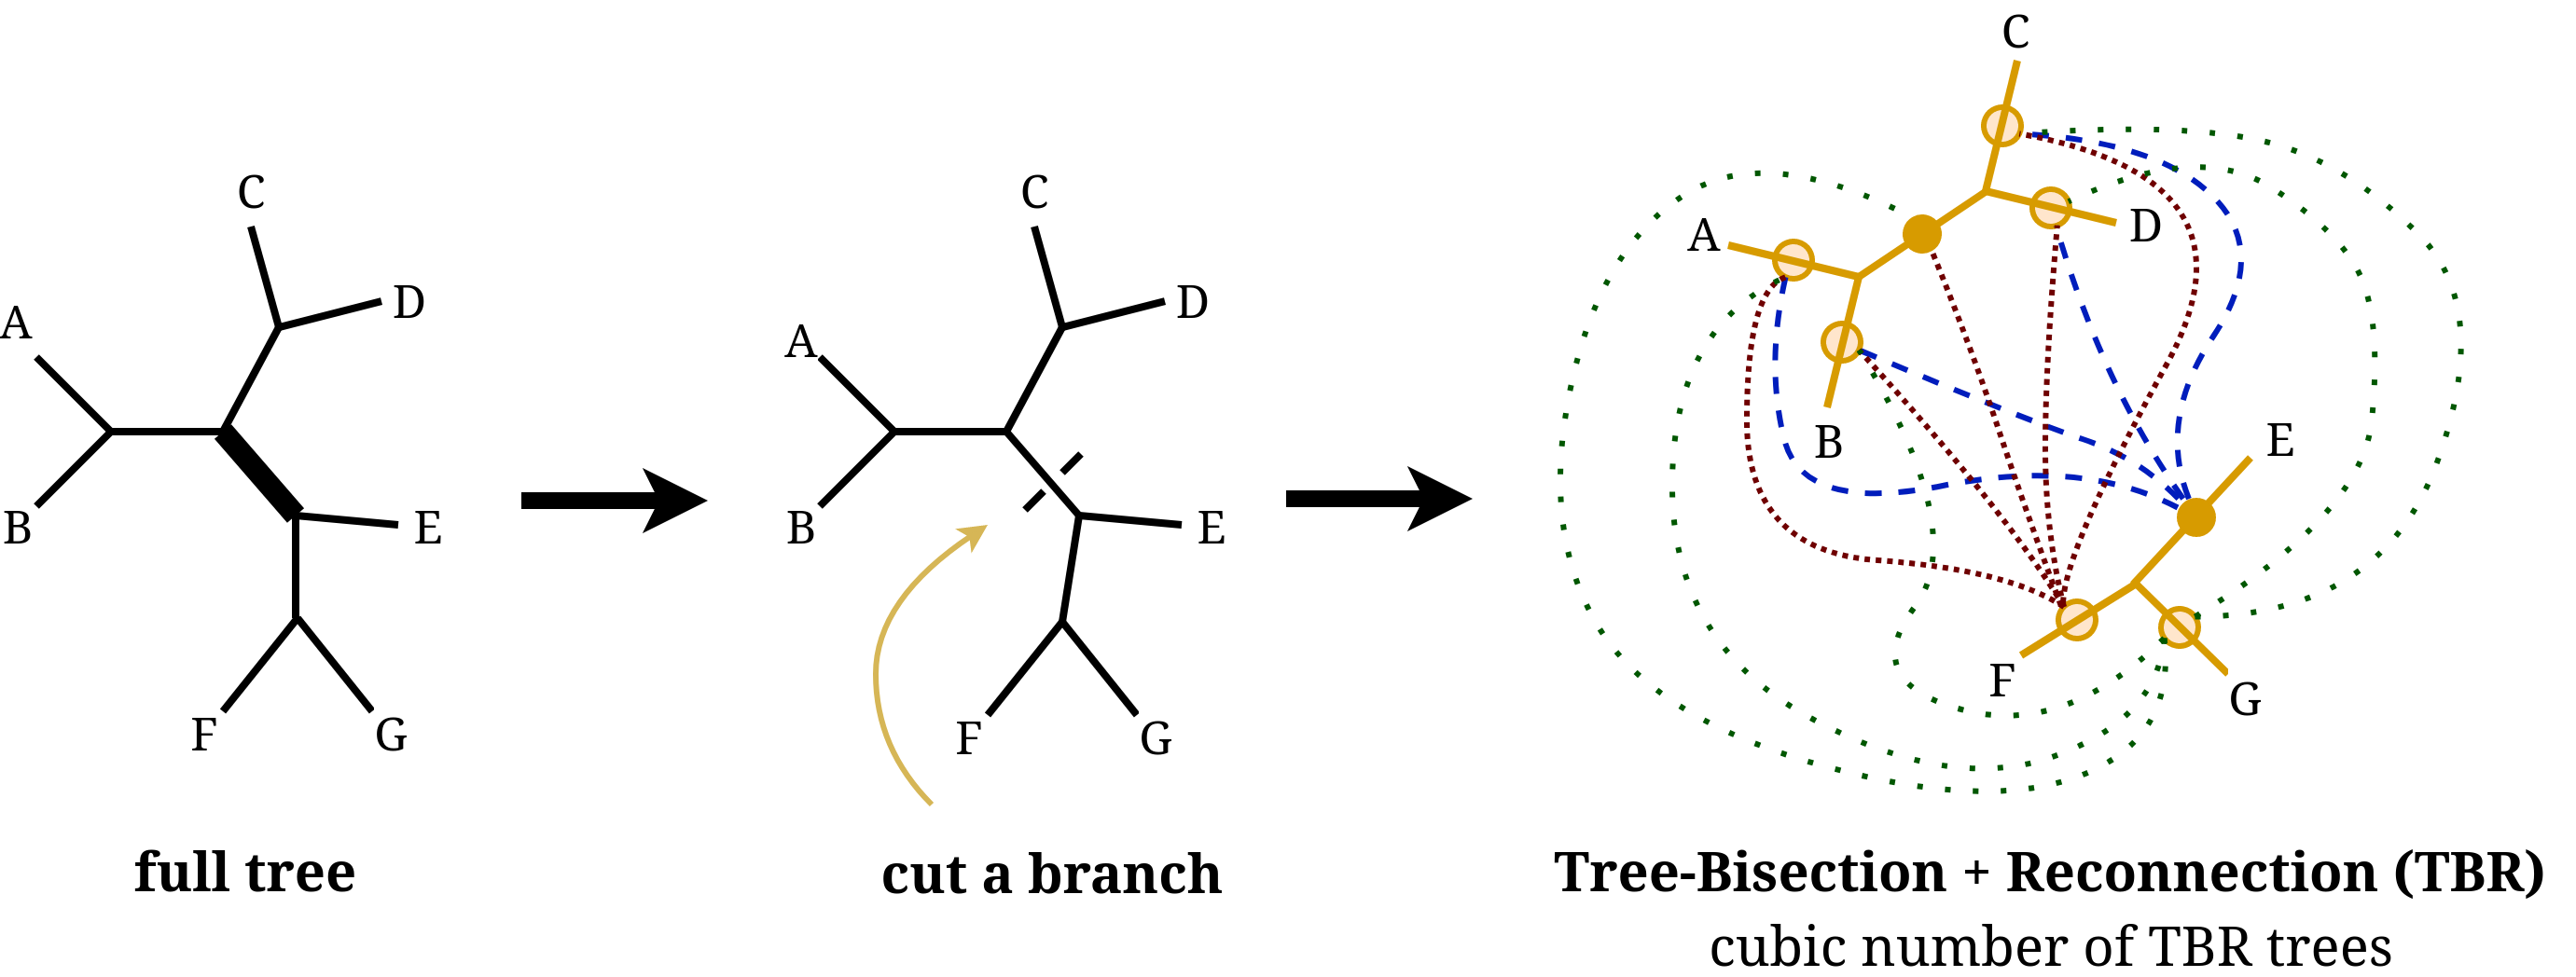 C
D
A
B
E
F
G
full tree
C
D
A
B
E
F
G
cut a branch
C
D
A
B
E
F
G
Tree-Bisection + Reconnection (TBR)
cubic number of TBR trees